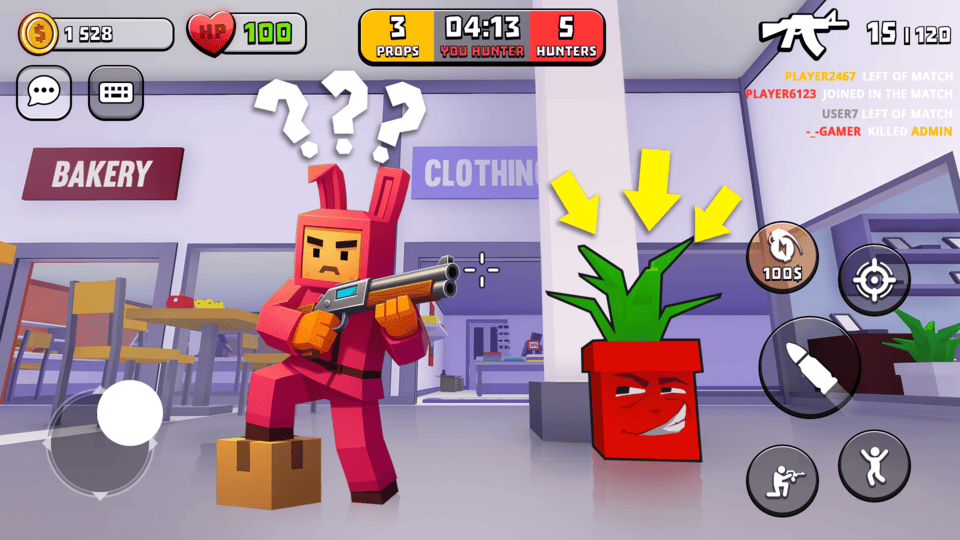 1 528
H.P
100
3
PROPS
04:13
YOU HUNTER
5
HUNTERS
15 | 120
PLAYER2467 LEFT OF MATCH
PLAYER6123 JOINED IN THE MATCH
USER7 LEFT OF MATCH
-_-GAMER KILLED ADMIN
???
BAKERY
CLOTHING
100$